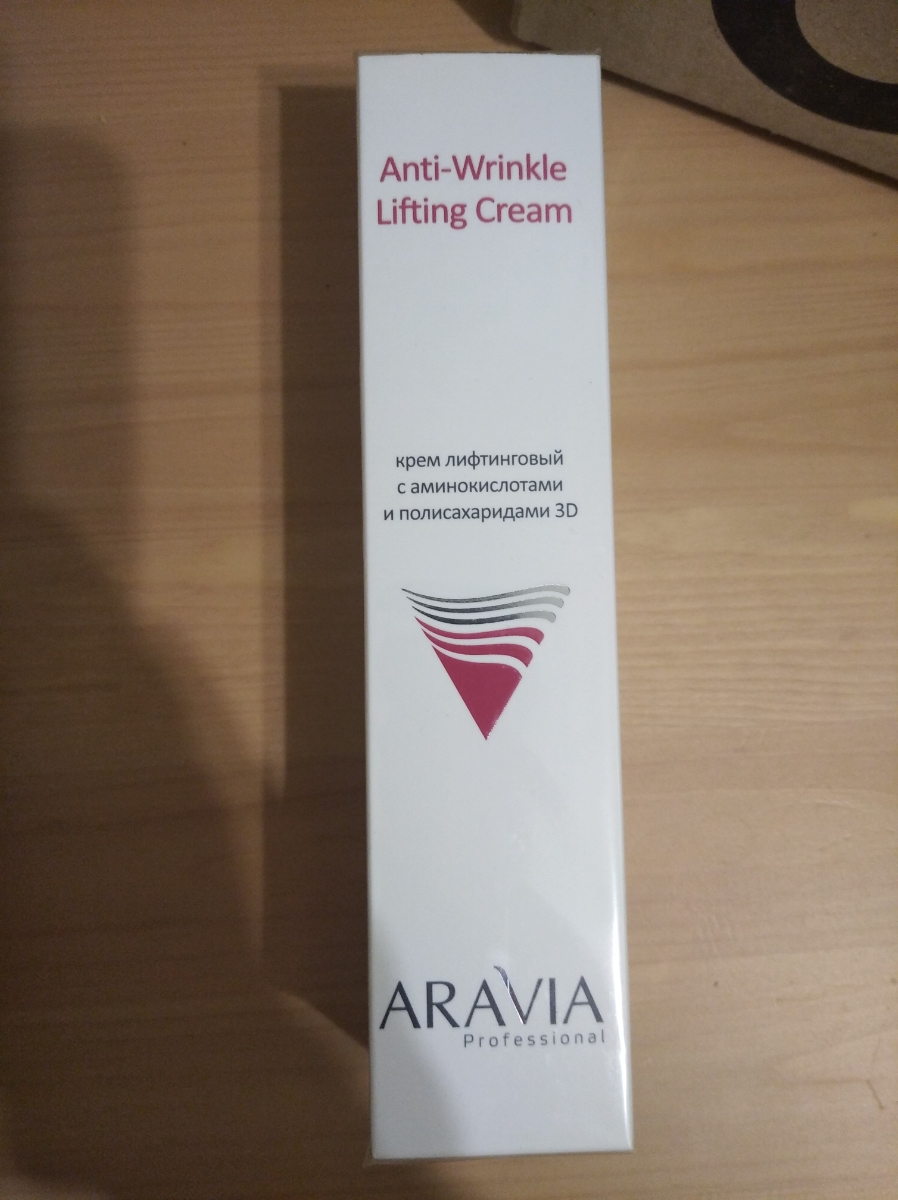 Anti-Wrinkle
Lifting Cream
крем лифтинговый
с аминокислотами
и полисахаридами 3D
ARAVIA
Professional